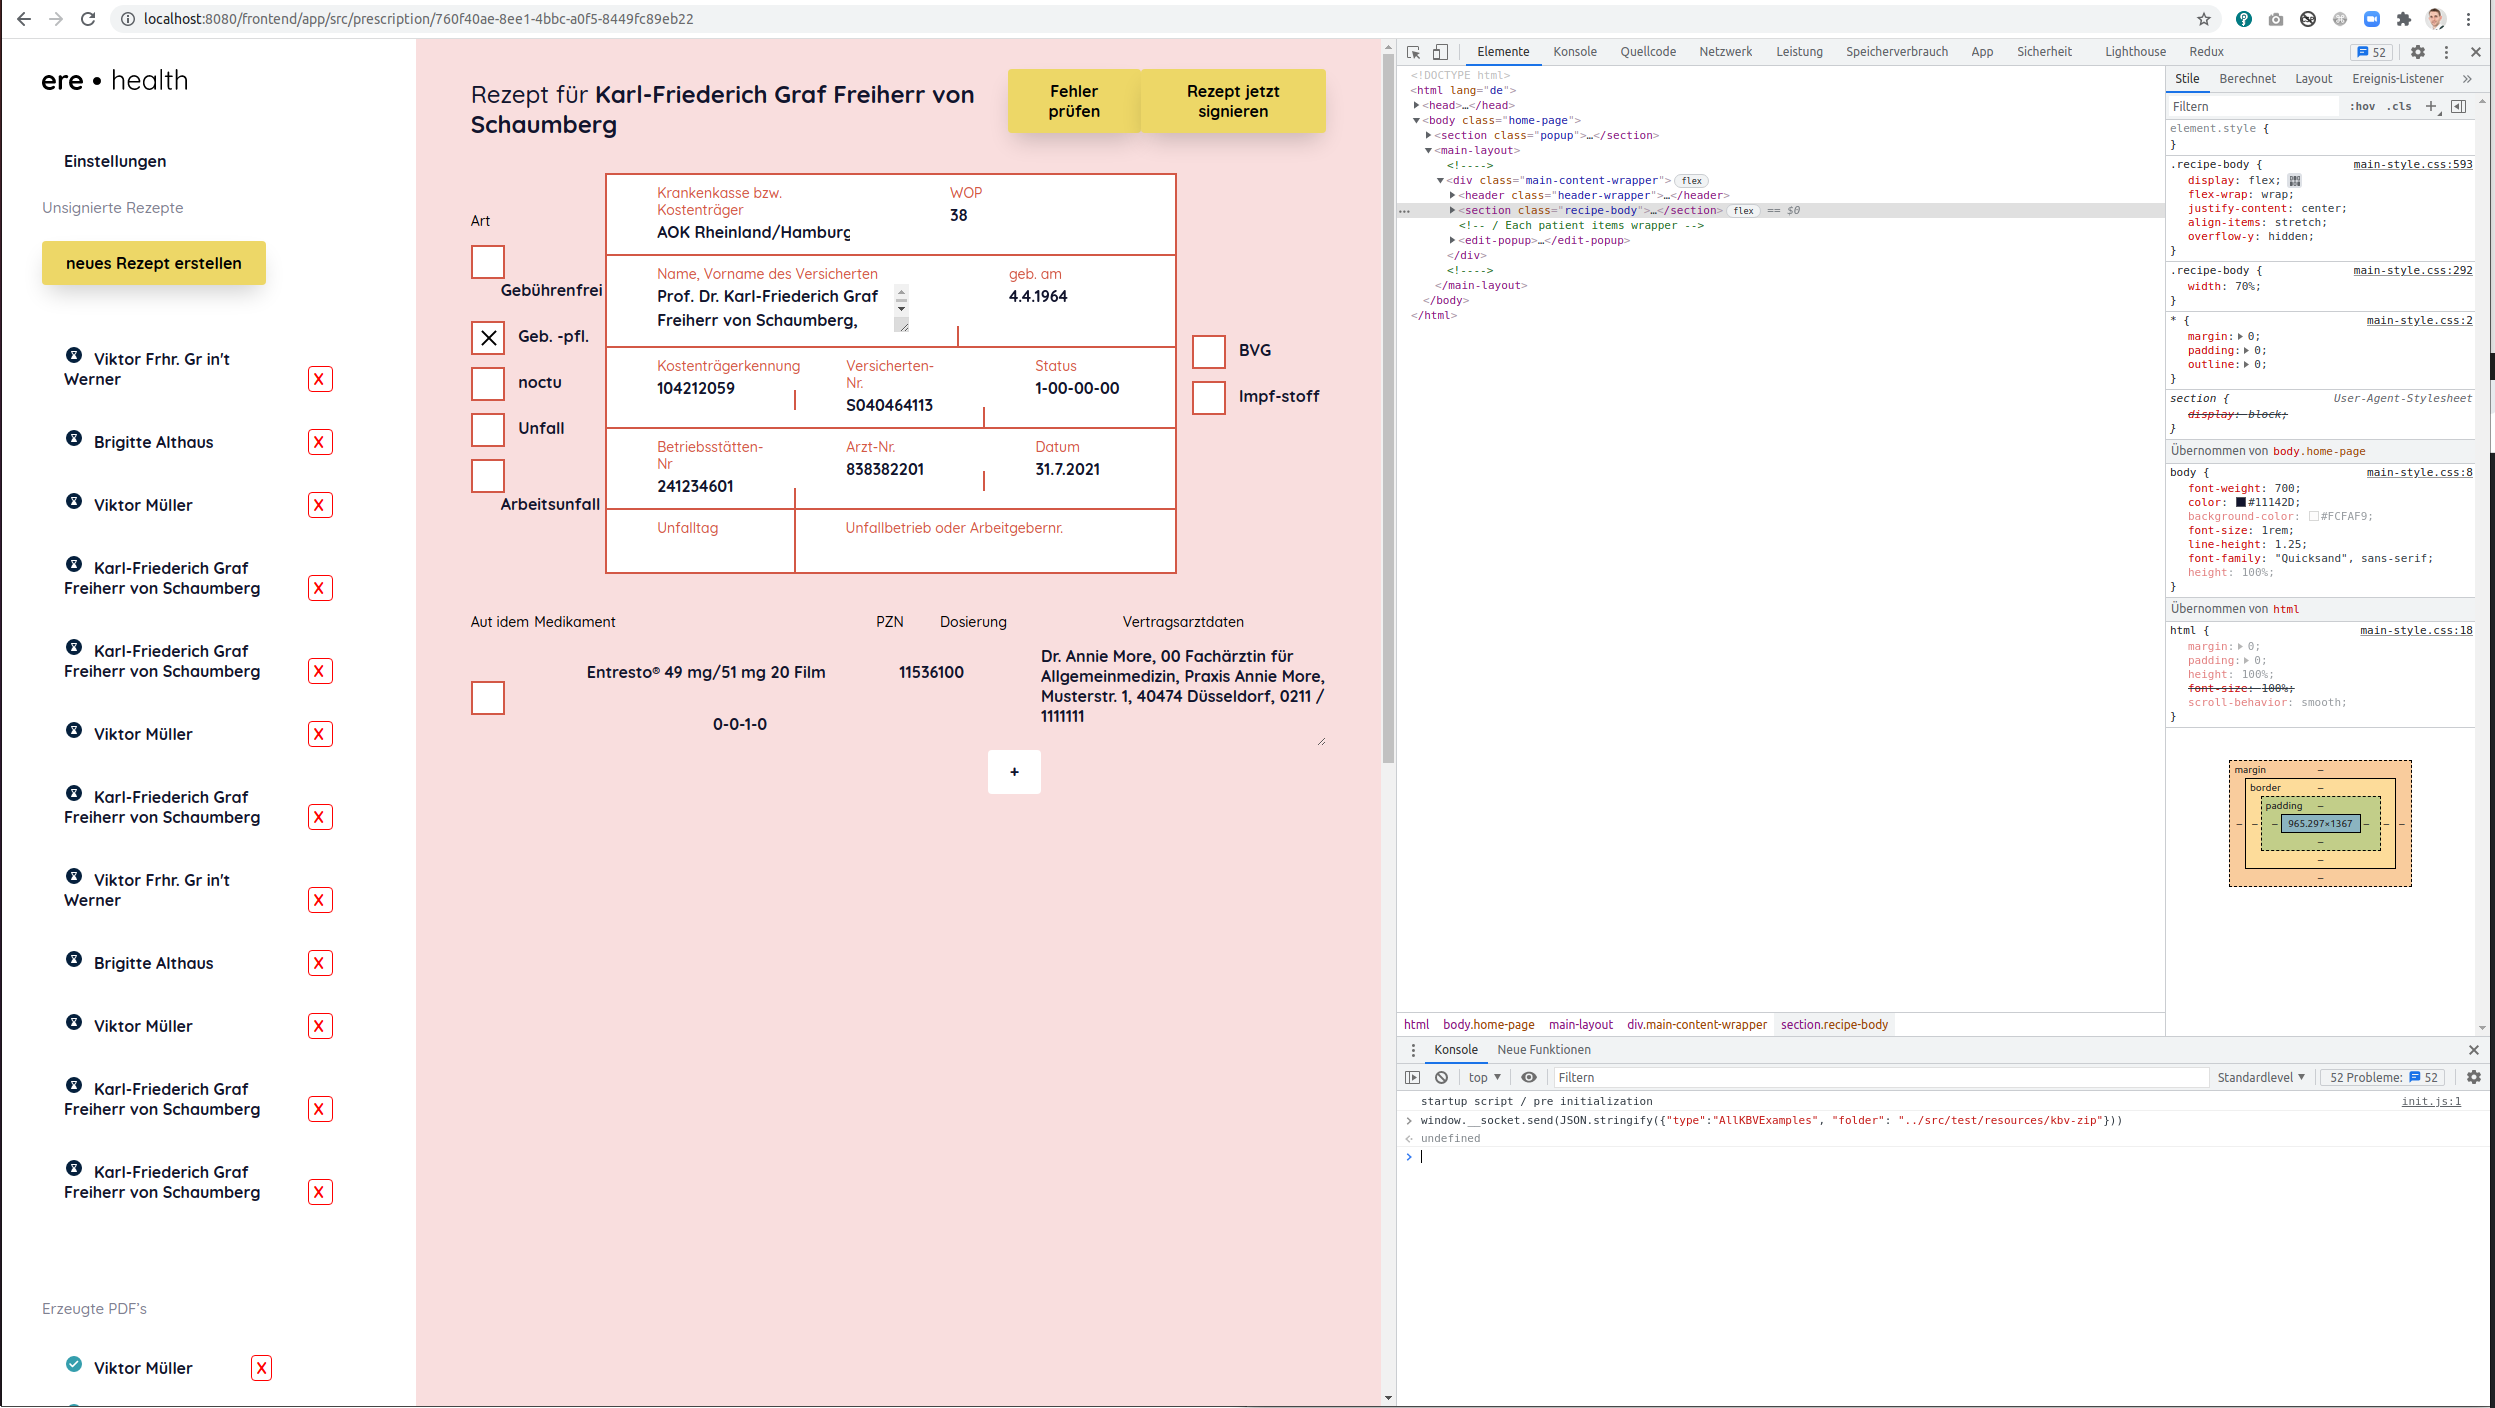 localhost:8080/frontend/app/src/prescription/760f40ae-8ee1-4bbc-a0f5-8449fc89eb22
ere • health
Einstellungen
Unsignierte Rezepte
neues Rezept erstellen
Viktor Frhr. Gr in't
Werner
X
Brigitte Althaus
X
Viktor Müller
X
Karl-Friederich Graf
Freiherr von Schaumberg
X
Karl-Friederich Graf
Freiherr von Schaumberg
X
Viktor Müller
X
Karl-Friederich Graf
Freiherr von Schaumberg
X
Viktor Frhr. Gr in't
Werner
X
Brigitte Althaus
X
Viktor Müller
X
Karl-Friederich Graf
Freiherr von Schaumberg
X
Karl-Friederich Graf
Freiherr von Schaumberg
X
Erzeugte PDF's
Viktor Müller
X
Rezept für Karl-Friederich Graf Freiherr von
Schaumberg
Fehler
prüfen
Rezept jetzt
signieren
Art
Gebührenfrei
Geb. -pfl.
noctu
Unfall
Arbeitsunfall
Krankenkasse bzw.
Kostenträger
AOK Rheinland/Hamburg
WOP
38
Name, Vorname des Versicherten
Prof. Dr. Karl-Friederich Graf
Freiherr von Schaumberg,
geb. am
4.4.1964
Kostenträgerkennung
104212059
Versicherten-
Nr.
S040464113
Status
1-00-00-00
Betriebsstätten-
Nr
241234601
Arzt-Nr.
838382201
Datum
31.7.2021
Unfalltag
Unfallbetrieb oder Arbeitgebernr.
BVG
Impf-stoff
Aut idem Medikament PZN Dosierung Vertragsarztdaten
Entresto® 49 mg/51 mg 20 Film 11536100
0-0-1-0
Dr. Annie More, 00 Fachärztin für
Allgemeinmedizin, Praxis Annie More,
Musterstr. 1, 40474 Düsseldorf, 0211 /
1111111
+
Elemente Konsole Quellcode Netzwerk Leistung Speicherverbrauch App Sicherheit Lighthouse Redux 52
<!DOCTYPE html>
<html lang="de">
<head>…</head>
<body class="home-page">
<section class="popup">…</section>
<main-layout>
<!---->
<div class="main-content-wrapper"> flex
<header class="header-wrapper">…</header>
<section class="recipe-body">…</section> flex == $0
<!-- / Each patient items wrapper -->
<edit-popup>…</edit-popup>
</div>
<!---->
</main-layout>
</body>
</html>
html body.home-page main-layout div.main-content-wrapper section.recipe-body
Stile Berechnet Layout Ereignis-Listener »
Filtern :hov .cls +
element.style {
}
.recipe-body { main-style.css:593
display: flex;
flex-wrap: wrap;
justify-content: center;
align-items: stretch;
overflow-y: hidden;
}
.recipe-body { main-style.css:292
width: 70%;
}
* { main-style.css:2
margin: 0;
padding: 0;
outline: 0;
}
section { User-Agent-Stylesheet
display: block;
}
Übernommen von body.home-page
body { main-style.css:8
font-weight: 700;
color: #11142D;
background-color: #FCFAF9;
font-size: 1rem;
line-height: 1.25;
font-family: "Quicksand", sans-serif;
height: 100%;
}
Übernommen von html
html { main-style.css:18
margin: 0;
padding: 0;
height: 100%;
font-size: 100%;
scroll-behavior: smooth;
}
margin –
border –
padding –
– – – 965.297×1367 – – –
–
–
–
Konsole Neue Funktionen
top Filtern Standardlevel 52 Probleme: 52
startup script / pre initialization init.js:1
window.__socket.send(JSON.stringify({"type":"AllKBVExamples", "folder": "../src/test/resources/kbv-zip"}))
undefined